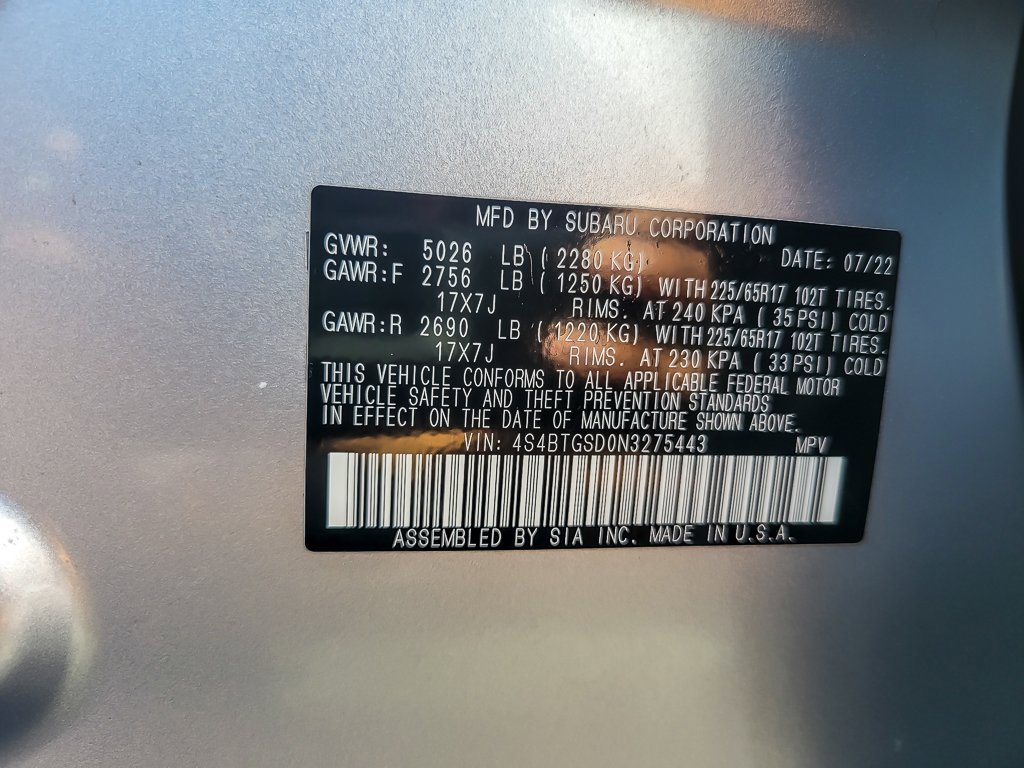 MFD BY SUBARU CORPORATION
GVWR: 5026 LB ( 2280 KG) DATE: 07/22
GAWR:F 2756 LB ( 1250 KG) WITH 225/65R17 102T TIRES.
17X7J RIMS. AT 240 KPA ( 35 PSI) COLD
GAWR:R 2690 LB ( 1220 KG) WITH 225/65R17 102T TIRES.
17X7J RIMS. AT 230 KPA ( 33 PSI) COLD
THIS VEHICLE CONFORMS TO ALL APPLICABLE FEDERAL MOTOR
VEHICLE SAFETY AND THEFT PREVENTION STANDARDS
IN EFFECT ON THE DATE OF MANUFACTURE SHOWN ABOVE.
VIN: 4S4BTGSD0N3275443 MPV
ASSEMBLED BY SIA INC. MADE IN U.S.A.